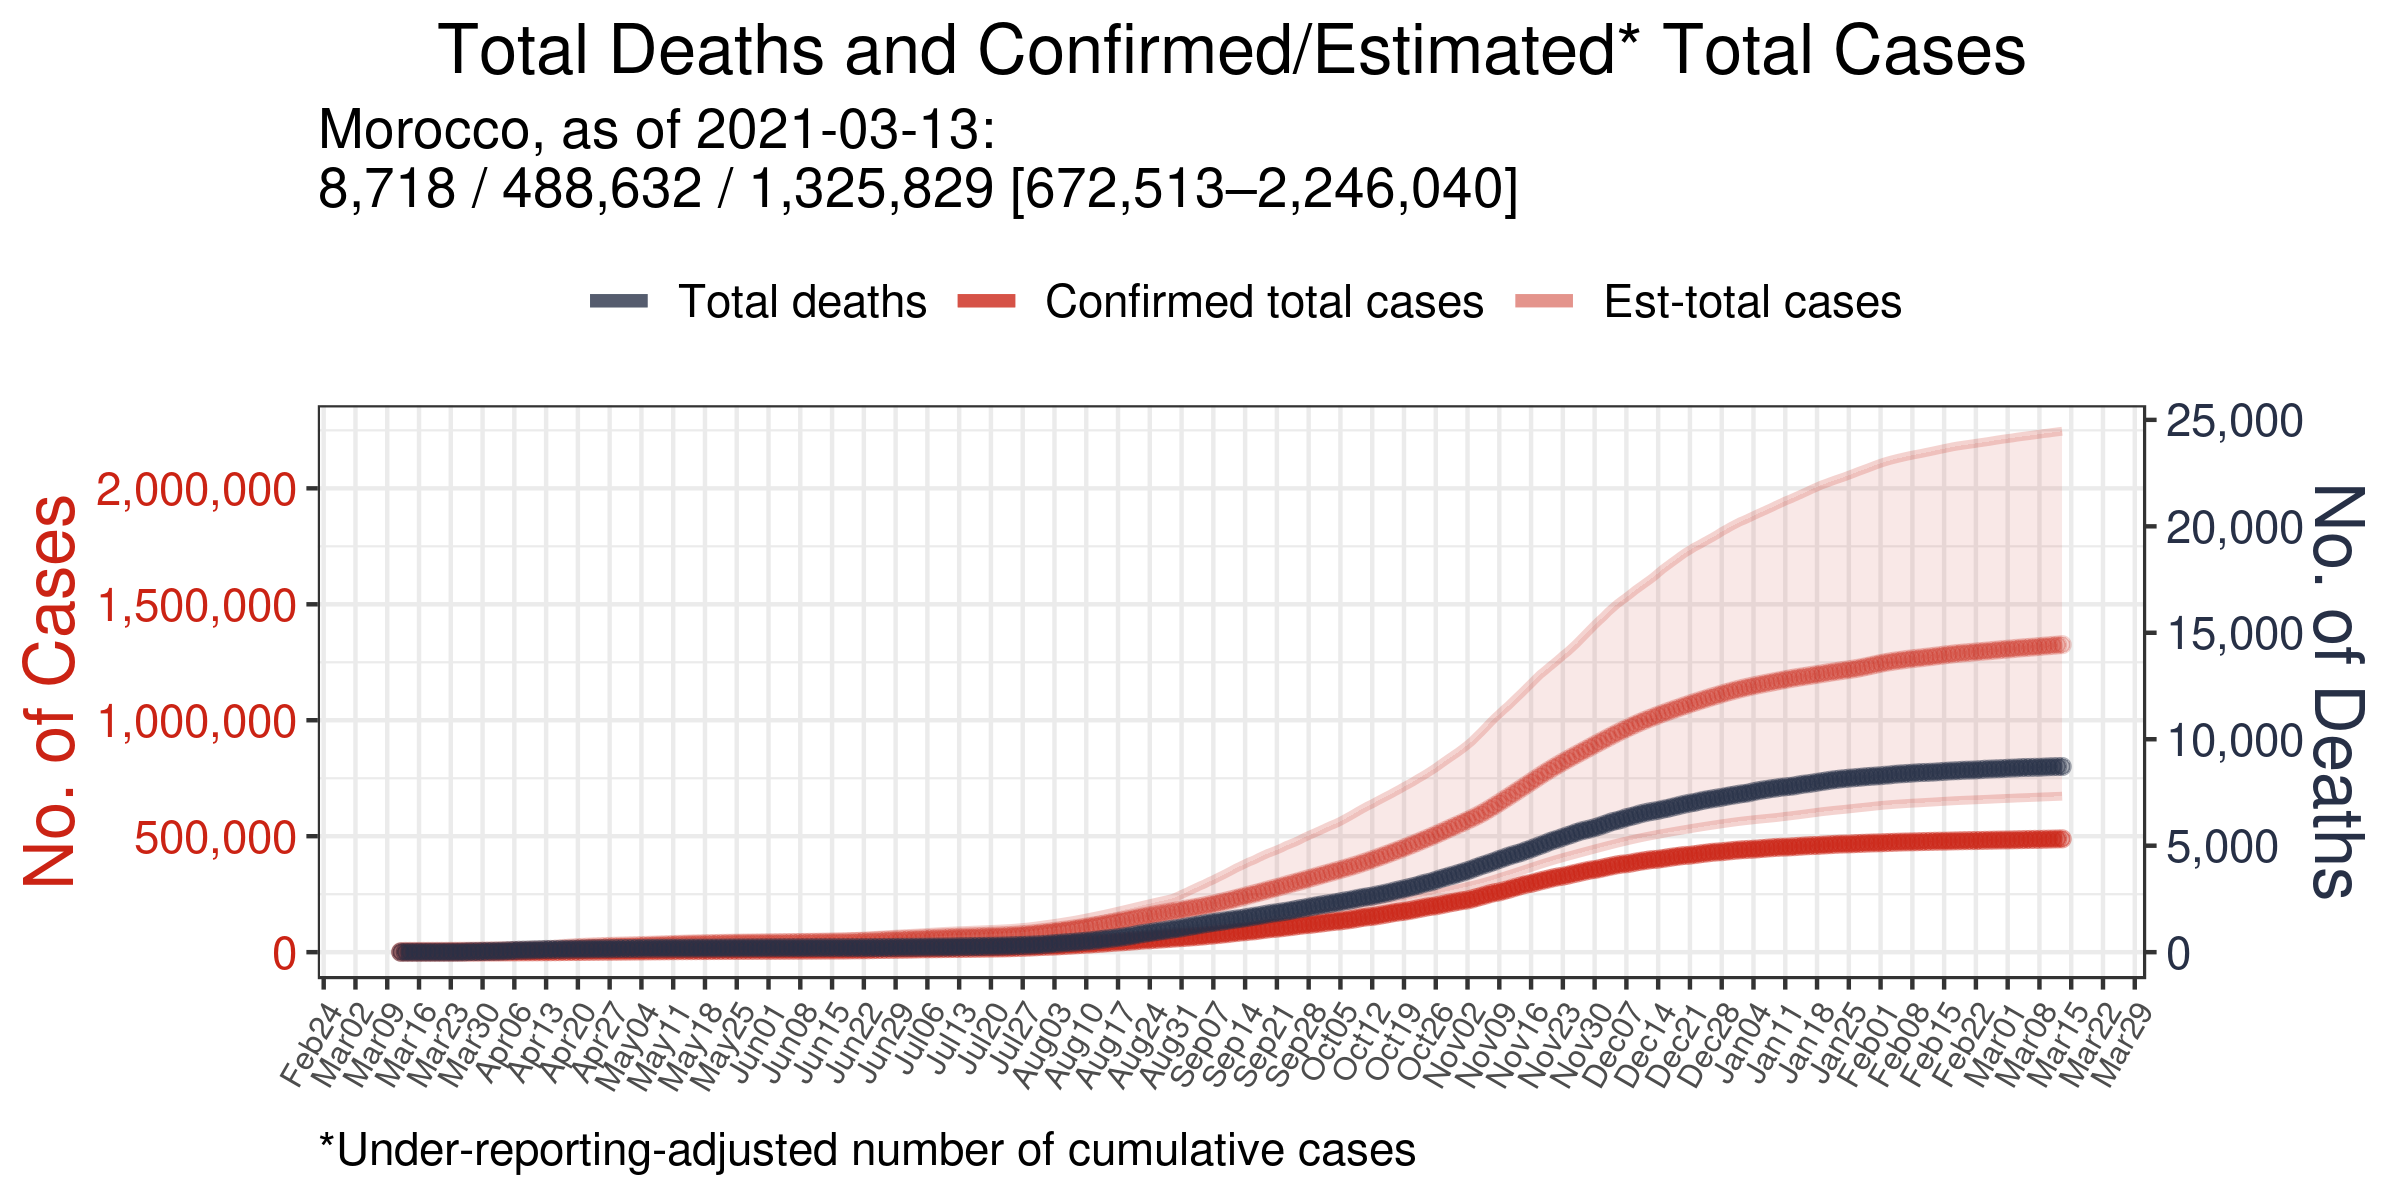 Total Deaths and Confirmed/Estimated* Total Cases
Morocco, as of 2021-03-13:
8,718 / 488,632 / 1,325,829 [672,513–2,246,040]
Total deaths
Confirmed total cases
Est-total cases
No. of Cases
2,000,000
1,500,000
1,000,000
500,000
0
25,000
20,000
15,000
10,000
5,000
0
No. of Deaths
Feb24
Mar02
Mar09
Mar16
Mar23
Mar30
Apr06
Apr13
Apr20
Apr27
May04
May11
May18
May25
Jun01
Jun08
Jun15
Jun22
Jun29
Jul06
Jul13
Jul20
Jul27
Aug03
Aug10
Aug17
Aug24
Aug31
Sep07
Sep14
Sep21
Sep28
Oct05
Oct12
Oct19
Oct26
Nov02
Nov09
Nov16
Nov23
Nov30
Dec07
Dec14
Dec21
Dec28
Jan04
Jan11
Jan18
Jan25
Feb01
Feb08
Feb15
Feb22
Mar01
Mar08
Mar15
Mar22
Mar29
*Under-reporting-adjusted number of cumulative cases